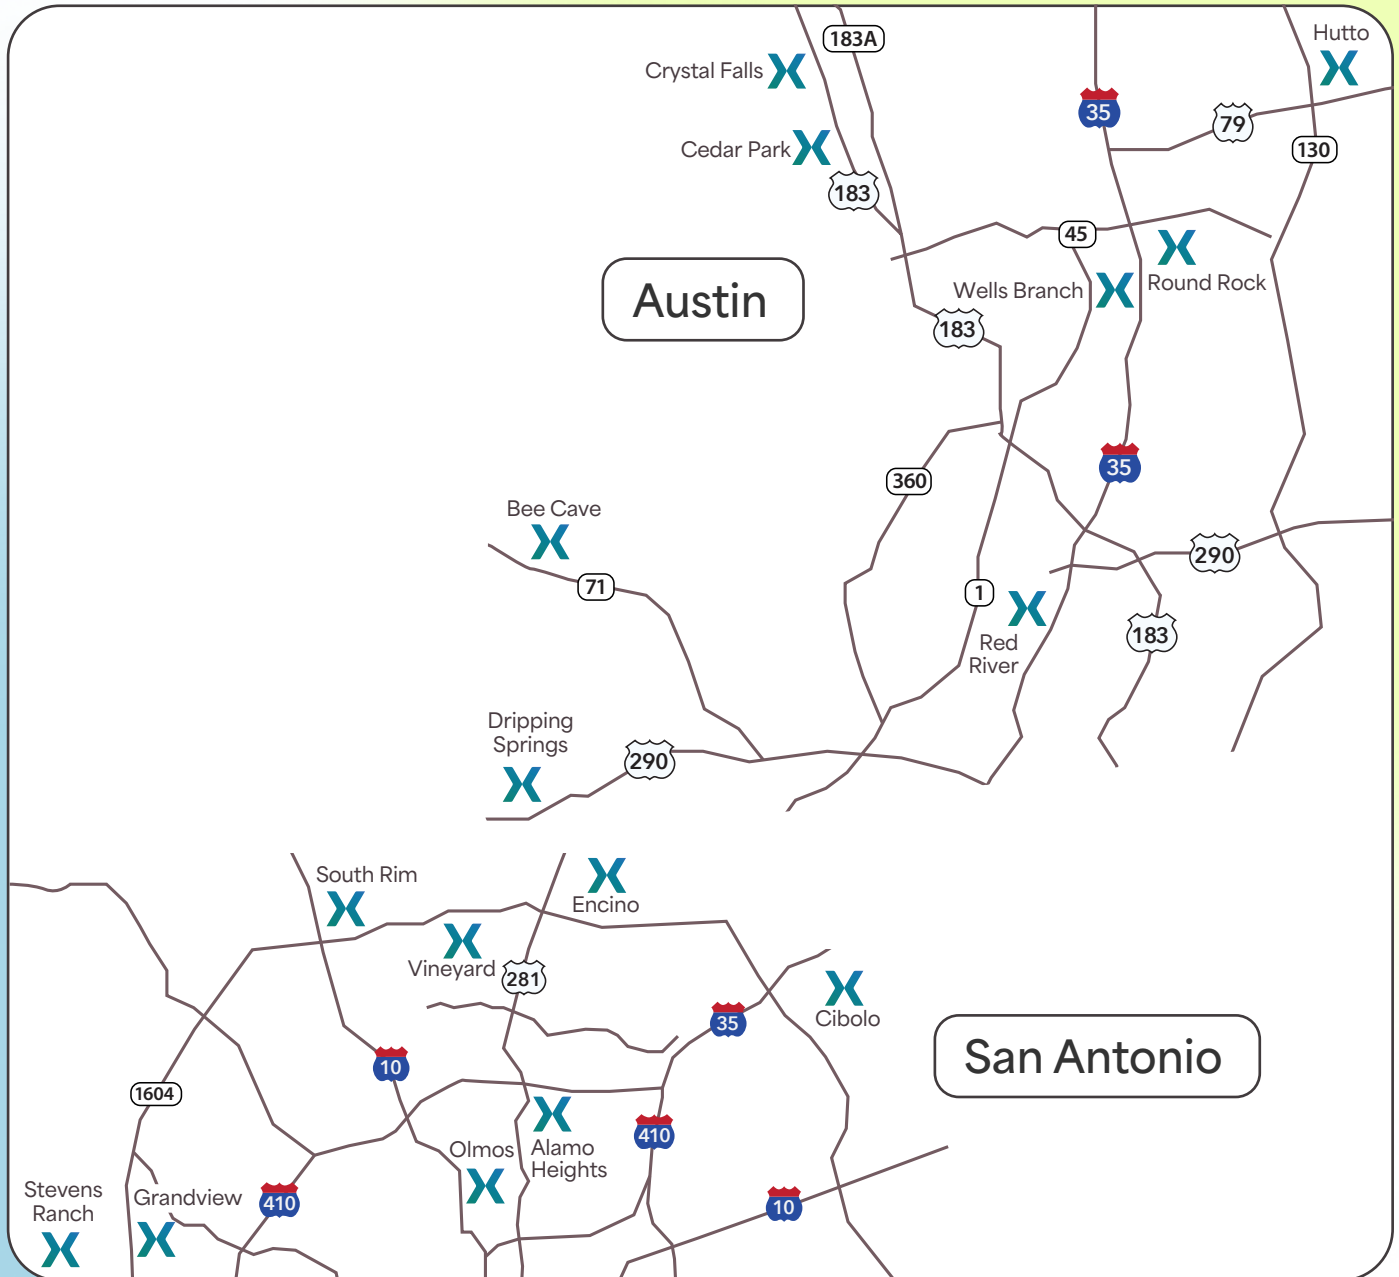 183A
Hutto
Crystal Falls
35
79
Cedar Park
130
183
45
Round Rock
Wells Branch
Austin
183
35
360
Bee Cave
290
71
1
Red
River
183
Dripping
Springs
290
South Rim
Encino
Vineyard
281
Cibolo
35
San Antonio
10
1604
410
Olmos
Alamo
Heights
Stevens
Ranch
Grandview
410
10